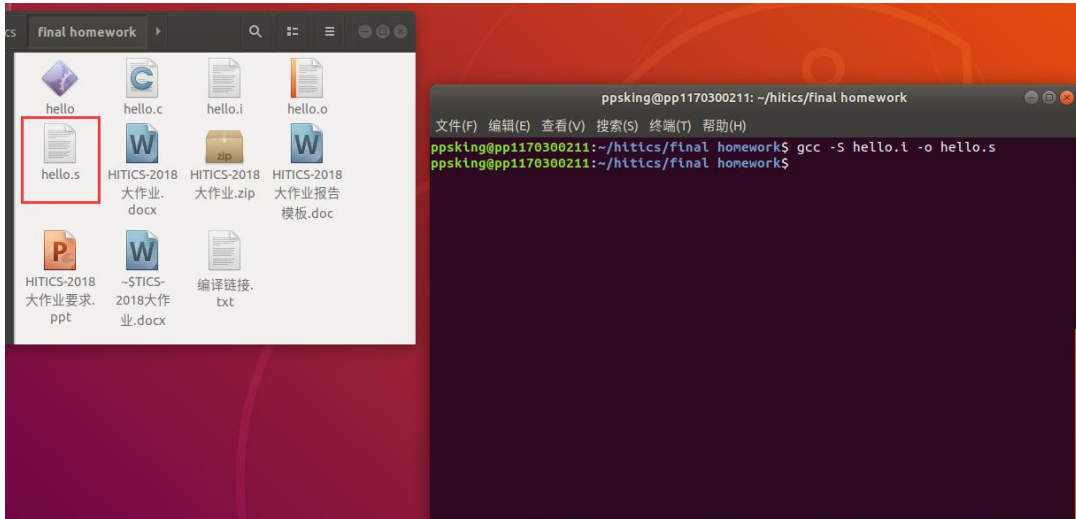 cs final homework
hello hello.c hello.i hello.o
hello.s HITICS-2018 HITICS-2018 HITICS-2018
大作业. 大作业.zip 大作业报告
docx 模板.doc
zip
HITICS-2018 ~$TICS- 编译链接.
大作业要求. 2018大作 txt
ppt 业.docx
ppsking@pp1170300211: ~/hitics/final homework
文件(F) 编辑(E) 查看(V) 搜索(S) 终端(T) 帮助(H)
ppsking@pp1170300211:~/hitics/final homework$ gcc -S hello.i -o hello.s
ppsking@pp1170300211:~/hitics/final homework$